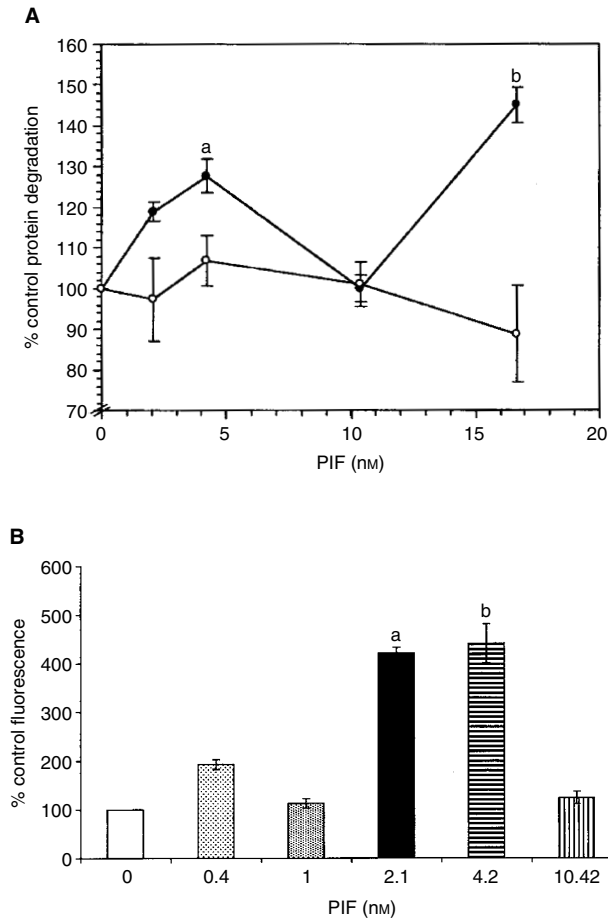 A
160
150
140
130
120
110
100
90
80
70
% control protein degradation
a
b
0 5 10 15 20
PIF (nM)
B
600
500
400
300
200
100
0
% control fluorescence
a
b
0 0.4 1 2.1 4.2 10.42
PIF (nM)